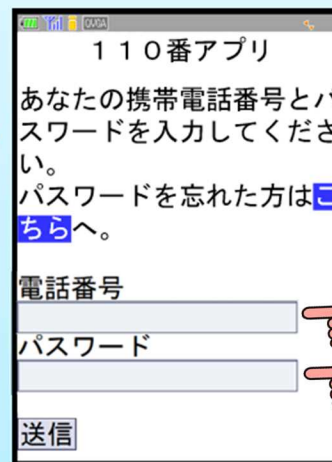 QVGA
110番アプリ
あなたの携帯電話番号とパ
スワードを入力してくださ
い。
パスワードを忘れた方はこ
ちらへ。
電話番号
パスワード
送信